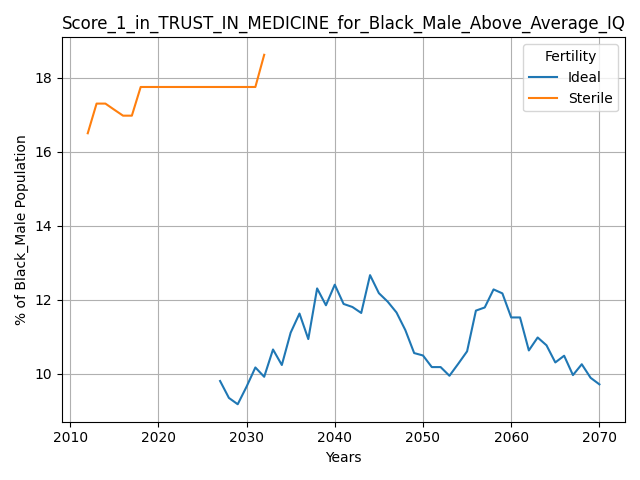 Score_1_in_TRUST_IN_MEDICINE_for_Black_Male_Above_Average_IQ
Fertility
Ideal
Sterile
% of Black_Male Population
18
16
14
12
10
2010 2020 2030 2040 2050 2060 2070
Years